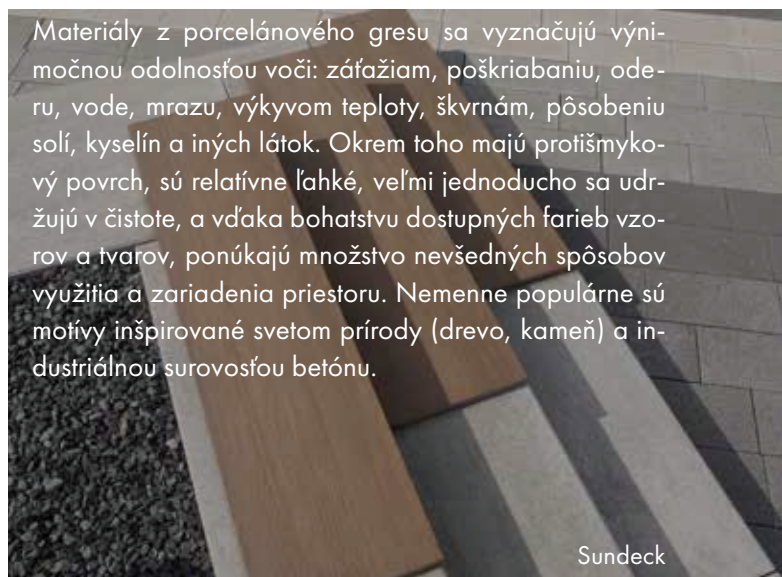 Materiály z porcelánového gresu sa vyznačujú výni-
močnou odolnosťou voči: záťažiam, poškriabaniu, ode-
ru, vode, mrazu, výkyvom teploty, škvrnám, pôsobeniu
solí, kyselín a iných látok. Okrem toho majú protišmyko-
vý povrch, sú relatívne ľahké, veľmi jednoducho sa udr-
žujú v čistote, a vďaka bohatstvu dostupných farieb vzo-
rov a tvarov, ponúkajú množstvo nevšedných spôsobov
využitia a zariadenia priestoru. Nemenne populárne sú
motívy inšpirované svetom prírody (drevo, kameň) a in-
dustriálnou surovosťou betónu.
Sundeck